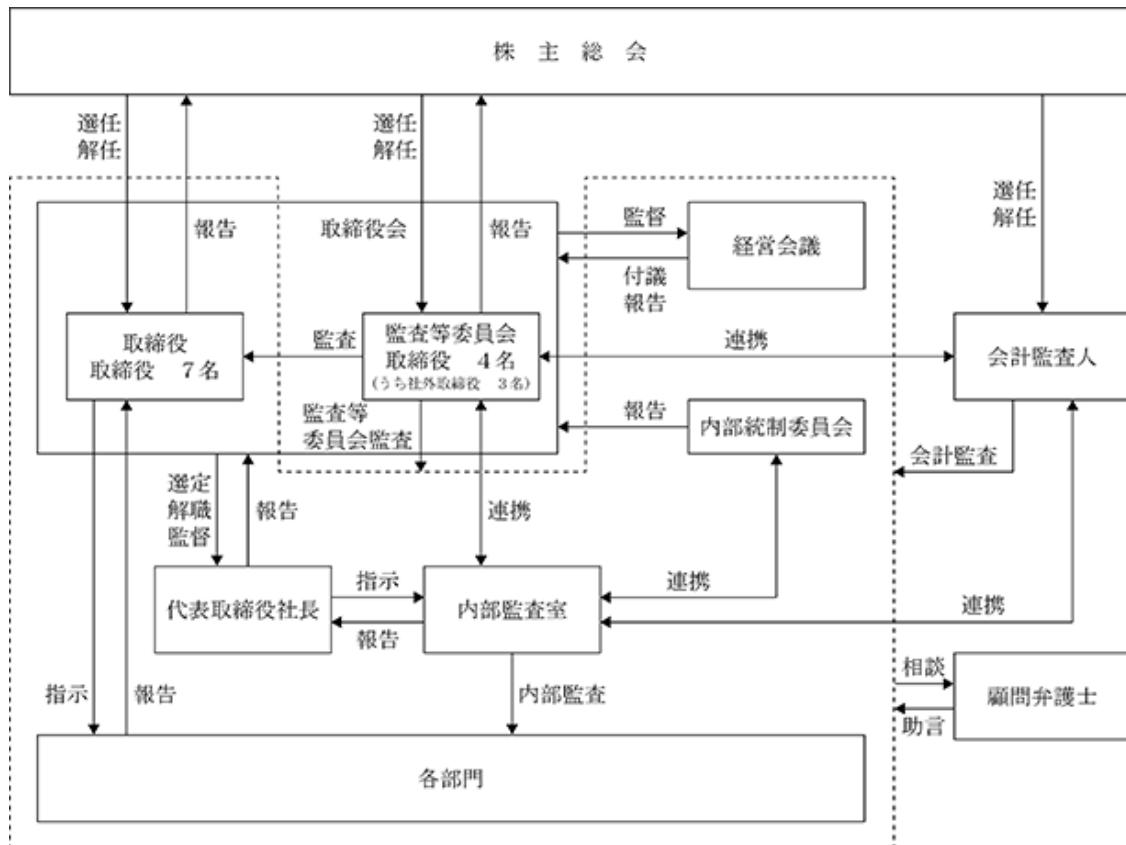 株　主　総　会
選任
解任
報告
選任
解任
報告
選任
解任
取締役会
監督
付議
報告
経営会議
取締役
取締役　７名
監査
監査等委員会
取締役　４名
(うち社外取締役　３名)
連携
会計監査人
監査等
委員会監査
報告
内部統制委員会
会計監査
選定
解職
監督
報告
連携
代表取締役社長
指示
報告
内部監査室
連携
連携
指示
報告
内部監査
相談
助言
顧問弁護士
各部門